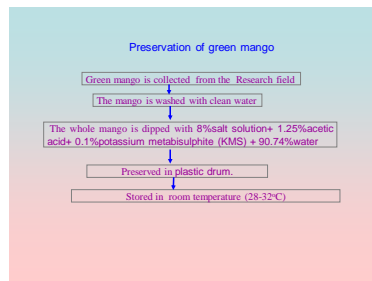 Preservation of green mango
Green mango is collected from the Research field
The mango is washed with clean water
The whole mango is dipped with 8%salt solution+ 1.25%acetic
acid+ 0.1%potassium metabisulphite (KMS) + 90.74%water
Preserved in plastic drum.
Stored in room temperature (28-32ºC)